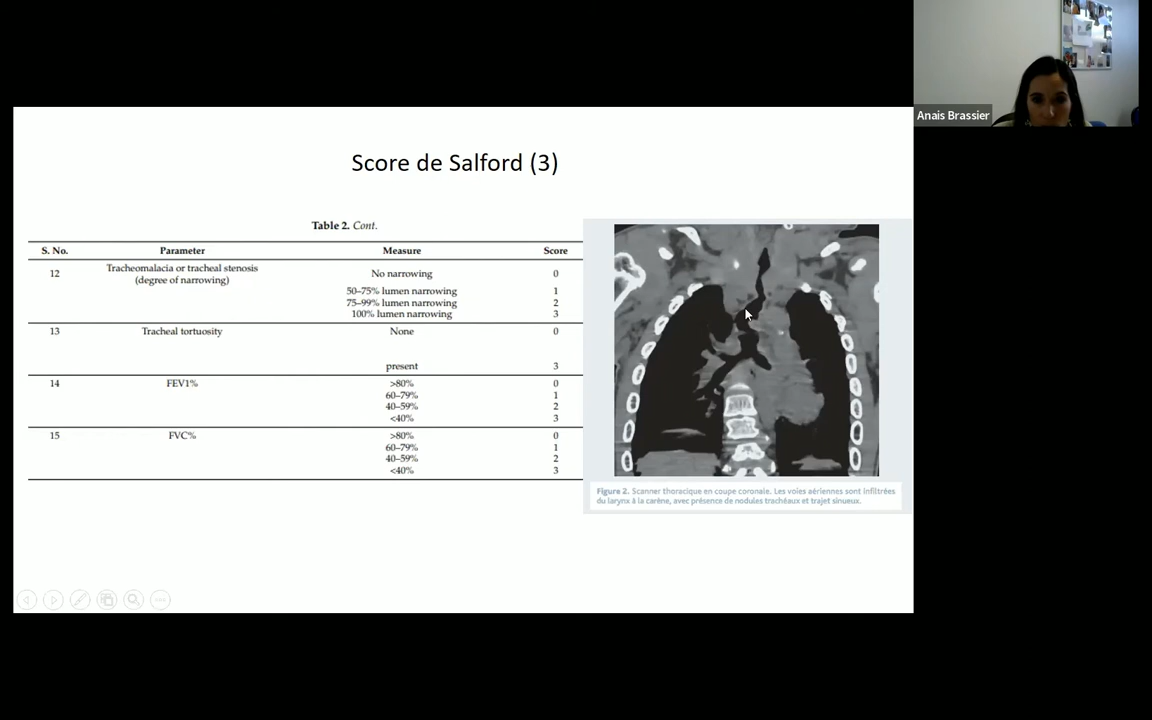 Anais Brassier
Score de Salford (3)
Table 2. Cont.
S. No. Parameter Measure Score
12 Tracheomalacia or tracheal stenosis (degree of narrowing) No narrowing 0
50–75% lumen narrowing 1
75–99% lumen narrowing 2
100% lumen narrowing 3
13 Tracheal tortuosity None 0
present 3
14 FEV1% >80% 0
60–79% 1
40–59% 2
<40% 3
15 FVC% >80% 0
60–79% 1
40–59% 2
<40% 3
Figure 2. Scanner thoracique en coupe coronale. Les voies aériennes sont infiltrées
du larynx à la carène, avec présence de nodules trachéaux et trajet sinueux.